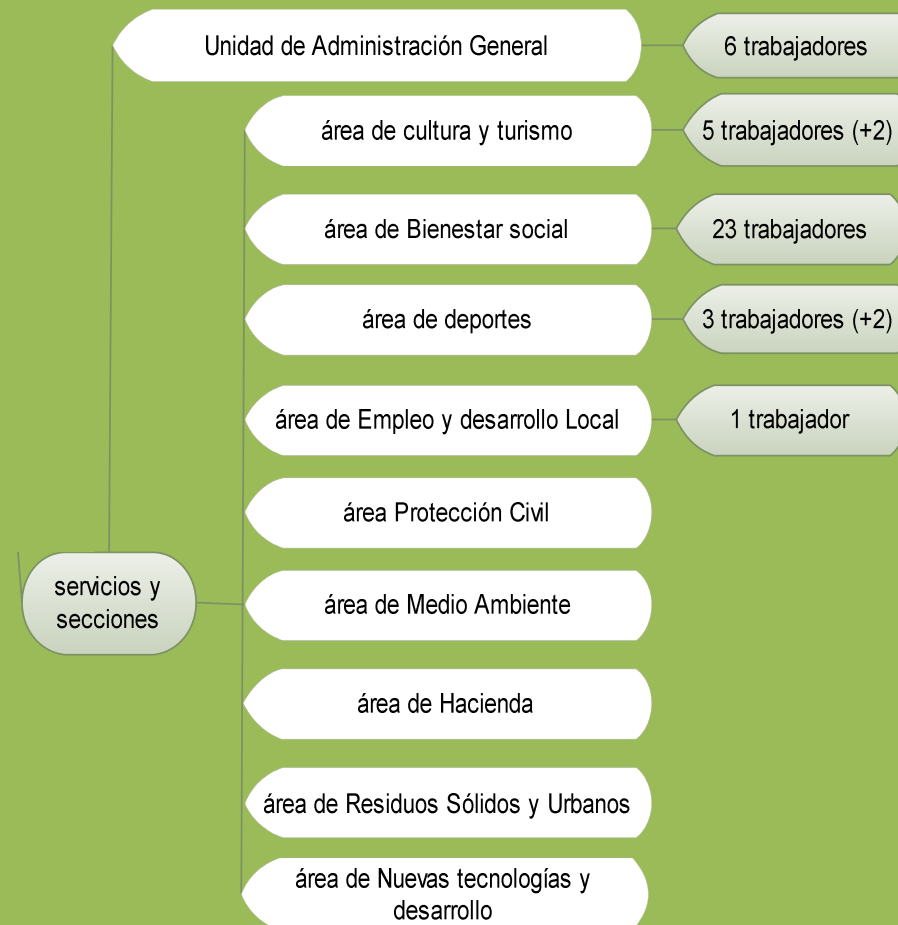 Unidad de Administración General
6 trabajadores
área de cultura y turismo
5 trabajadores (+2)
área de Bienestar social
23 trabajadores
área de deportes
3 trabajadores (+2)
área de Empleo y desarrollo Local
1 trabajador
área Protección Civil
servicios y
secciones
área de Medio Ambiente
área de Hacienda
área de Residuos Sólidos y Urbanos
área de Nuevas tecnologías y
desarrollo